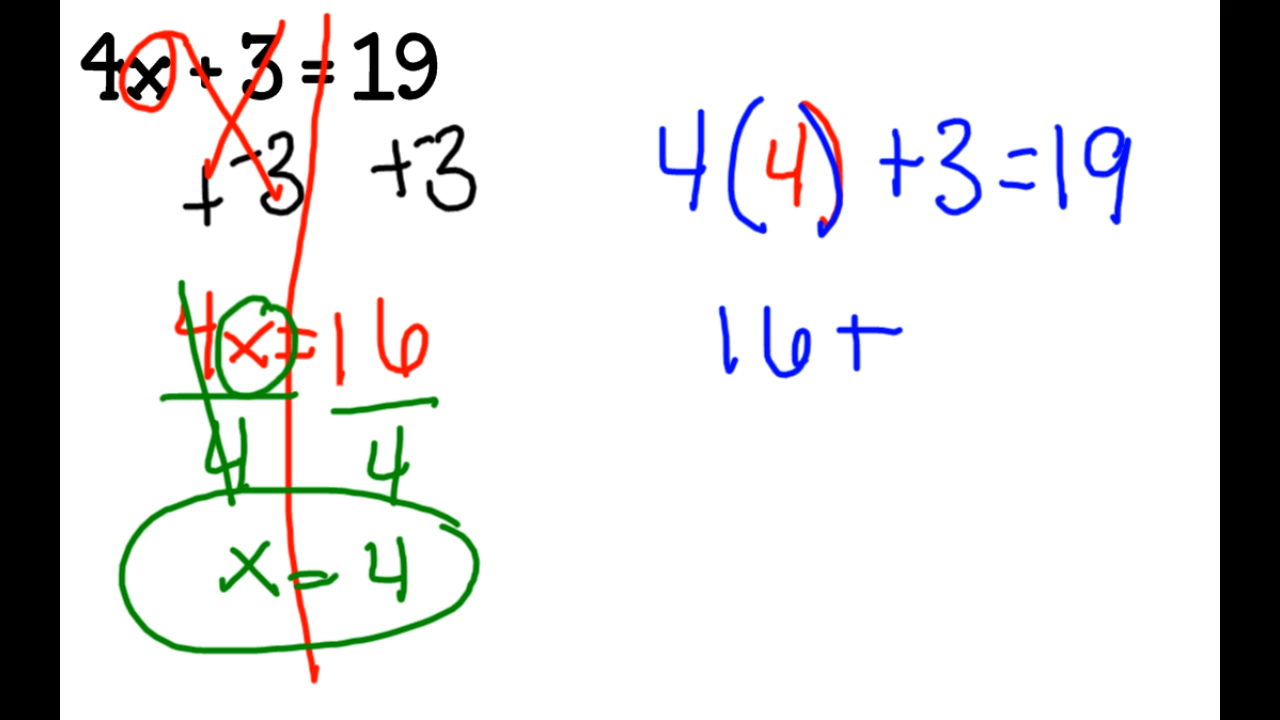 4x + 3 = 19
+ -3 + -3
4x = 16
4 4
x = 4
4(4) + 3 = 19
16 +